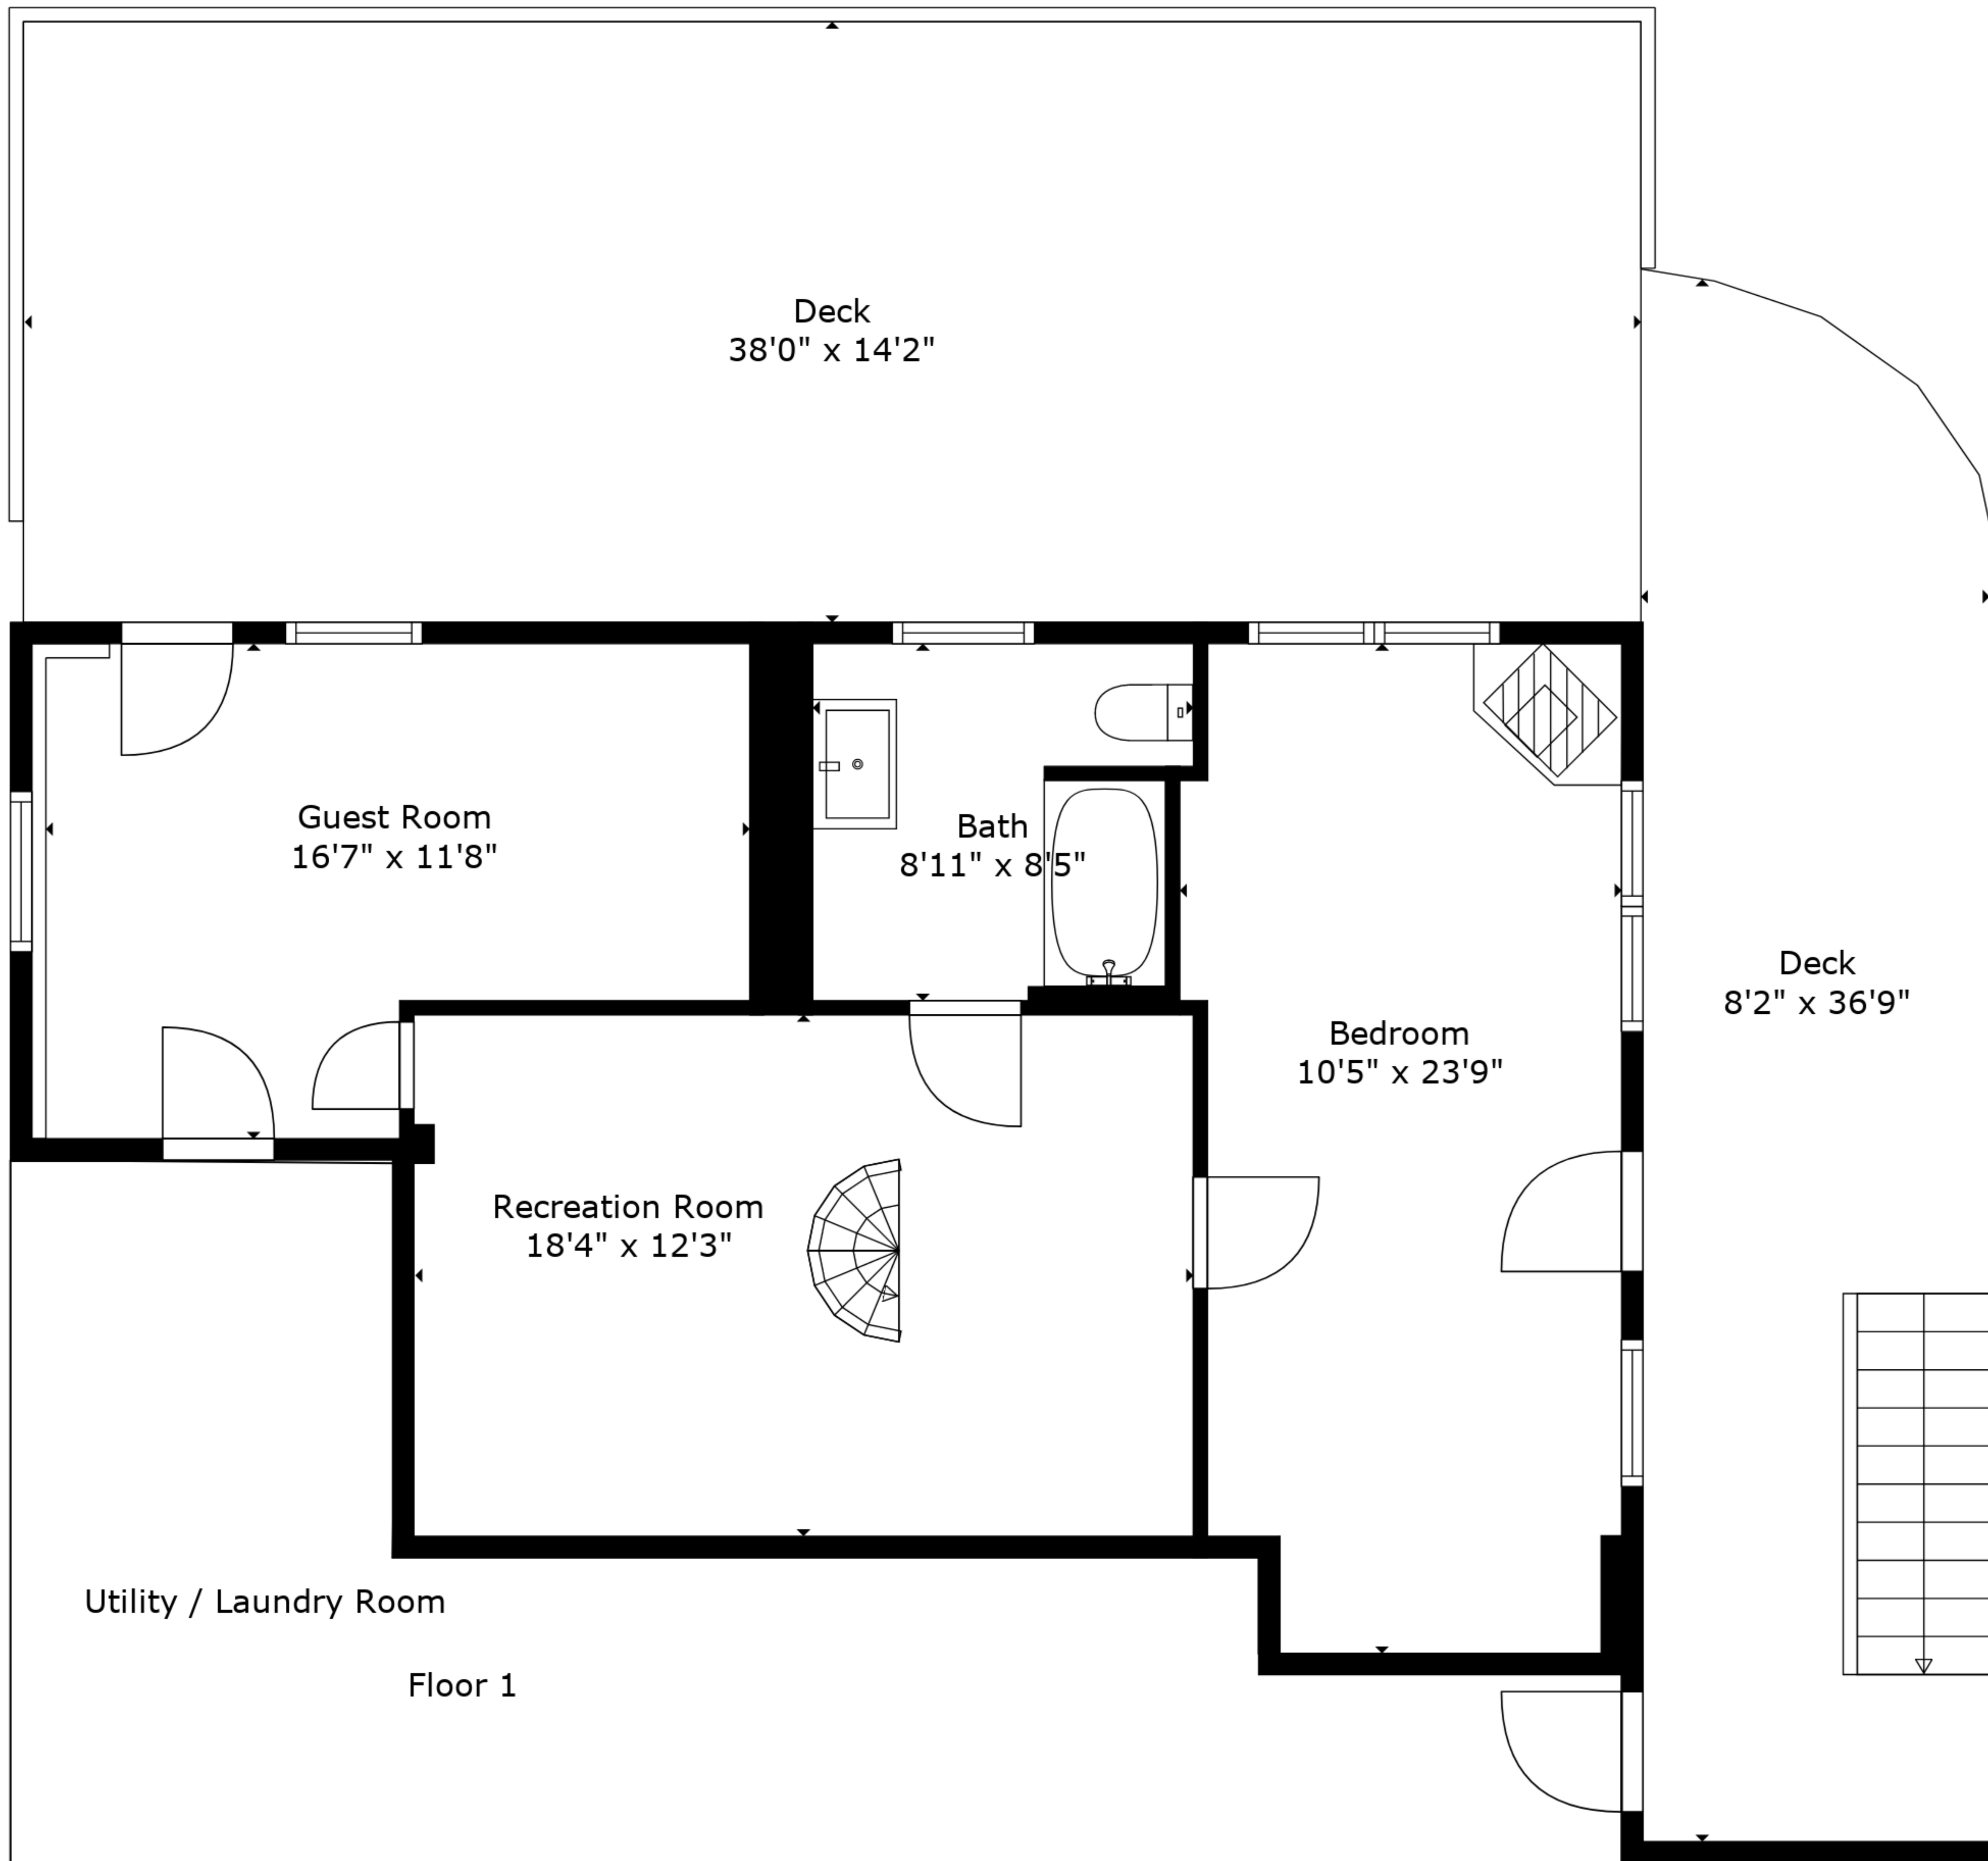 Deck
38'0" x 14'2"
Guest Room
16'7" x 11'8"
Bath
8'11" x 8'5"
Deck
8'2" x 36'9"
Bedroom
10'5" x 23'9"
Recreation Room
18'4" x 12'3"
Utility / Laundry Room
Floor 1